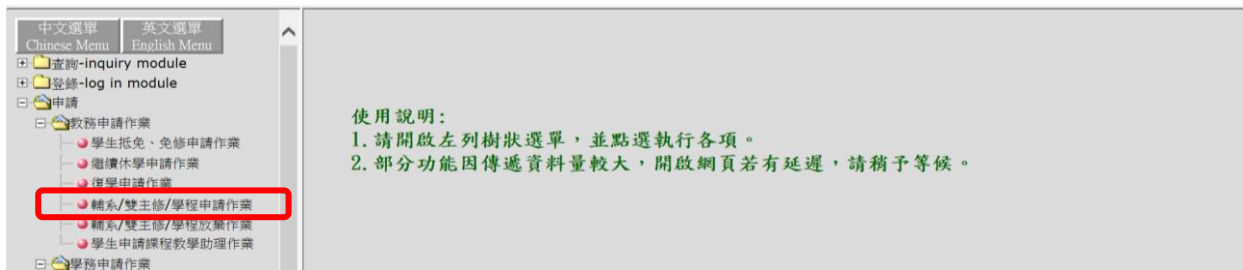 中文選單
Chinese Menu
英文選單
English Menu
查詢-inquiry module
登錄-log in module
申請
教務申請作業
學生抵免、免修申請作業
繼續休學申請作業
復學申請作業
輔系/雙主修/學程申請作業
輔系/雙主修/學程放棄作業
學生申請課程教學助理作業
學務申請作業
使用說明:
1.請開啟左列樹狀選單,並點選執行各項。
2.部分功能因傳遞資料量較大,開啟網頁若有延遲,請稍予等候。